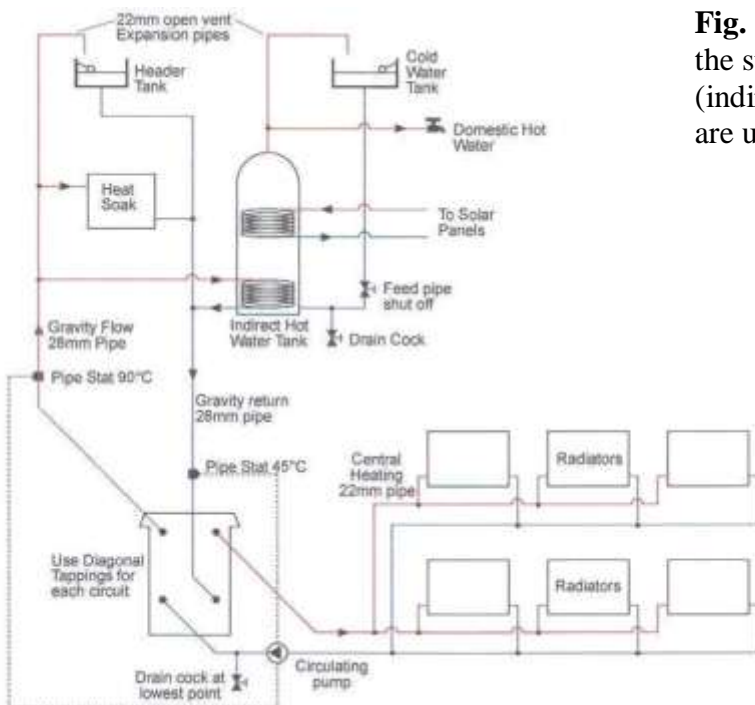 22mm open vent
Expansion pipes
Header
Tank
Cold
Water
Tank
Domestic Hot
Water
Heat
Soak
To Solar
Panels
Feed pipe
shut off
Indirect Hot
Water Tank
Drain Cock
Gravity Flow
28mm Pipe
Pipe Stat 90°C
Gravity return
28mm pipe
Pipe Stat 45°C
Central
Heating
22mm pipe
Radiators
Use Diagonal
Tappings for
each circuit
Radiators
Circulating
pump
Drain cock at
lowest point
Fig.
the
(indi
are